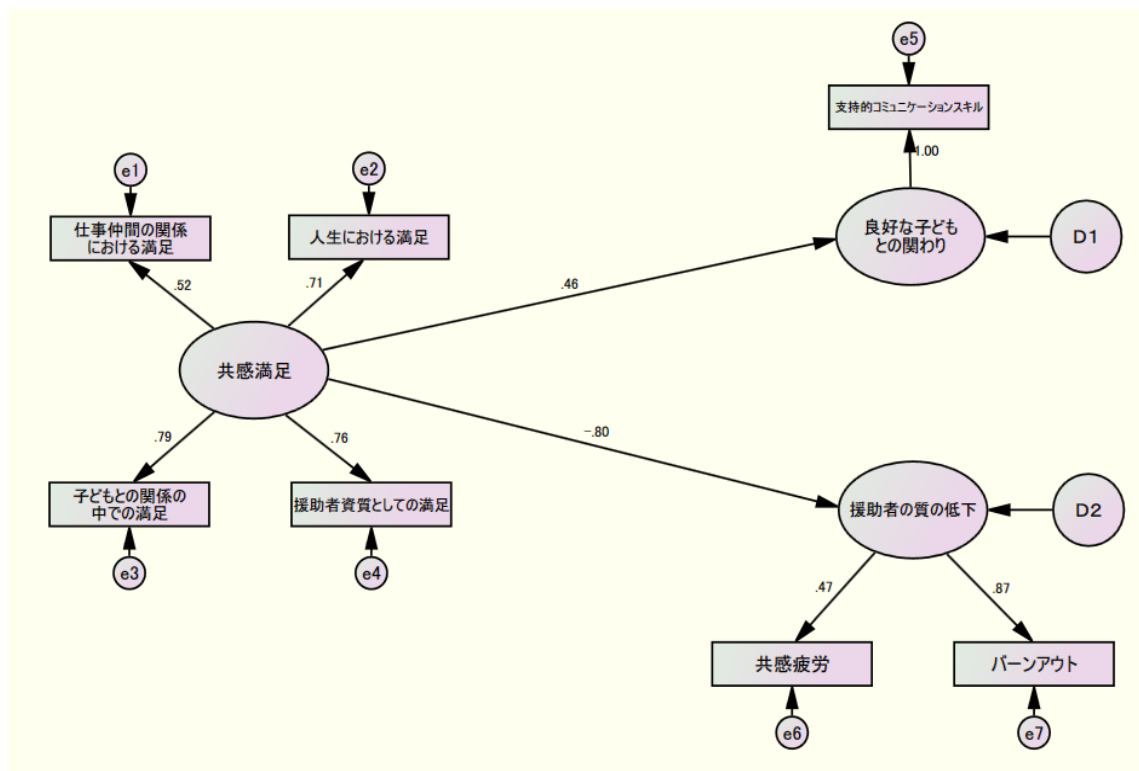 e5
支持的コミュニケーションスキル
1.00
e1
e2
仕事仲間の関係
における満足
人生における満足
良好な子ども
との関わり
D1
.52
.71
.46
共感満足
.79
.76
-.80
子どもとの関係の
中での満足
援助者資質としての満足
援助者の質の低下
D2
e3
e4
.47
.87
共感疲労
バーンアウト
e6
e7